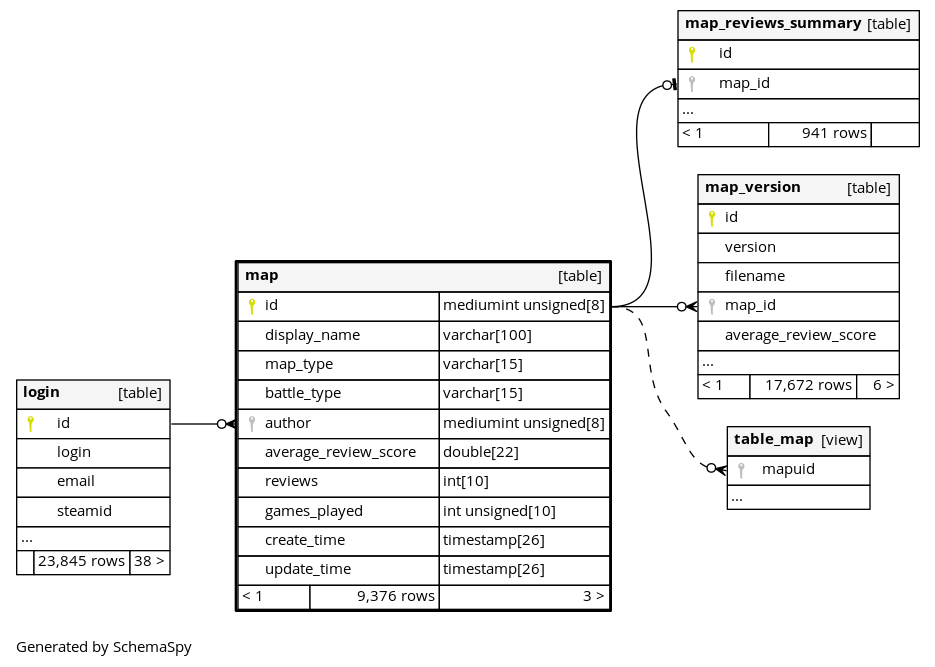 map_reviews_summary [table]
id
map_id
...
< 1 941 rows
map_version [table]
id
version
filename
map_id
average_review_score
...
< 1 17,672 rows 6 >
map [table]
id mediumint unsigned[8]
display_name varchar[100]
map_type varchar[15]
battle_type varchar[15]
author mediumint unsigned[8]
average_review_score double[22]
reviews int[10]
games_played int unsigned[10]
create_time timestamp[26]
update_time timestamp[26]
< 1 9,376 rows 3 >
login [table]
id
login
email
steamid
...
23,845 rows 38 >
table_map [view]
mapuid
...
Generated by SchemaSpy